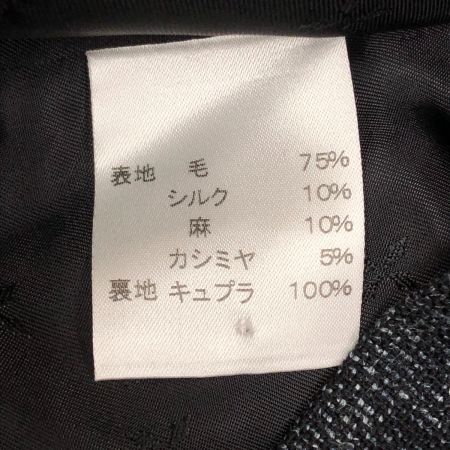 表地 毛 75%
シルク 10%
麻 10%
カシミヤ 5%
裏地 キュプラ 100%